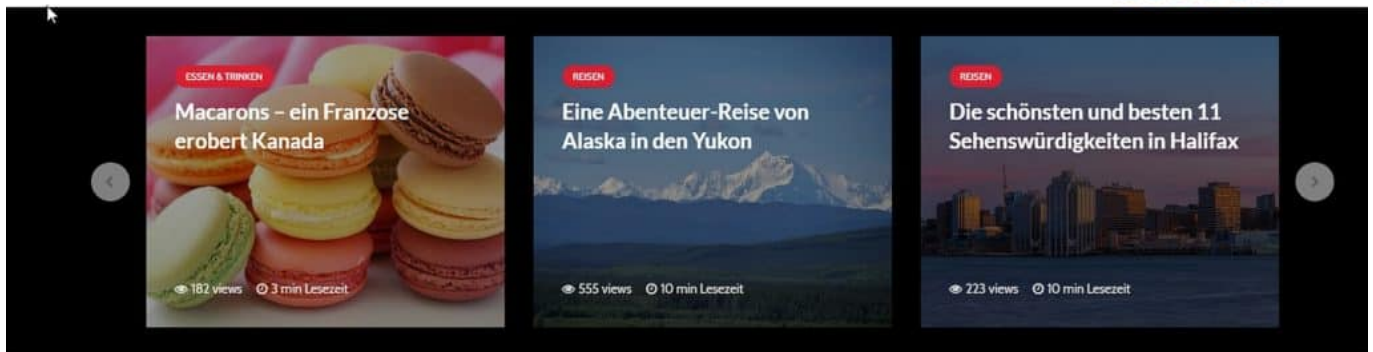 ESSEN & TRINKEN
Macarons – ein Franzose
erobert Kanada
182 views 3 min Lesezeit
REISEN
Eine Abenteuer-Reise von
Alaska in den Yukon
555 views 10 min Lesezeit
REISEN
Die schönsten und besten 11
Sehenswürdigkeiten in Halifax
223 views 10 min Lesezeit